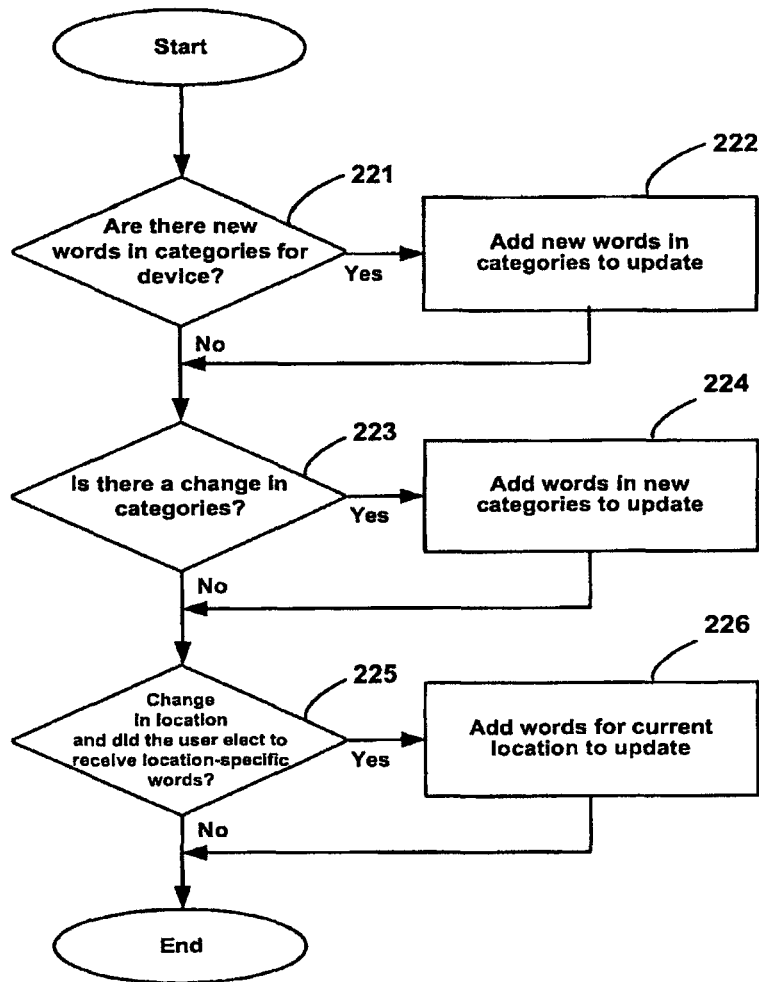 Start
221
222
Are there new
words in categories for
device?
Yes
Add new words in
categories to update
No
223
224
Is there a change in
categories?
Yes
Add words in new
categories to update
No
225
226
Change
in location
and did the user elect to
receive location-specific
words?
Yes
Add words for current
location to update
No
End